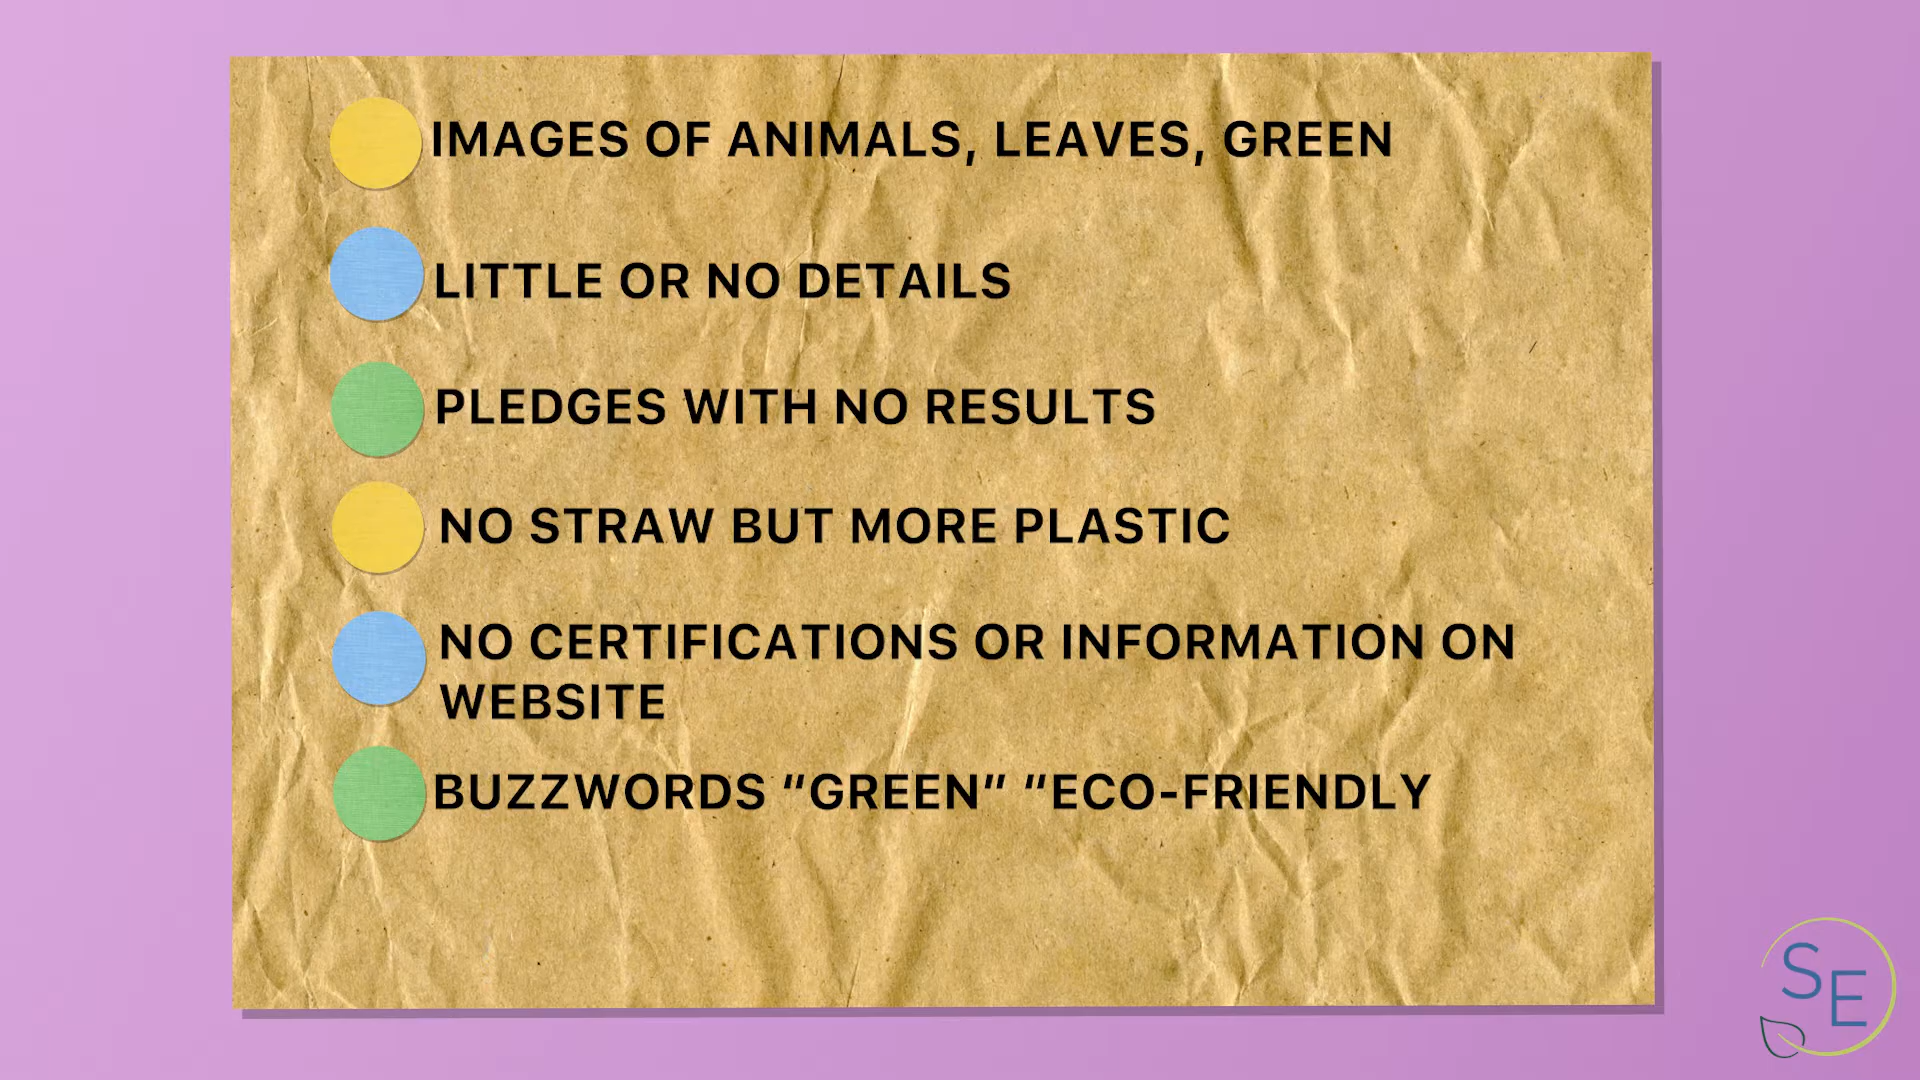 IMAGES OF ANIMALS, LEAVES, GREEN
LITTLE OR NO DETAILS
PLEDGES WITH NO RESULTS
NO STRAW BUT MORE PLASTIC
NO CERTIFICATIONS OR INFORMATION ON
WEBSITE
BUZZWORDS “GREEN” “ECO-FRIENDLY
SE